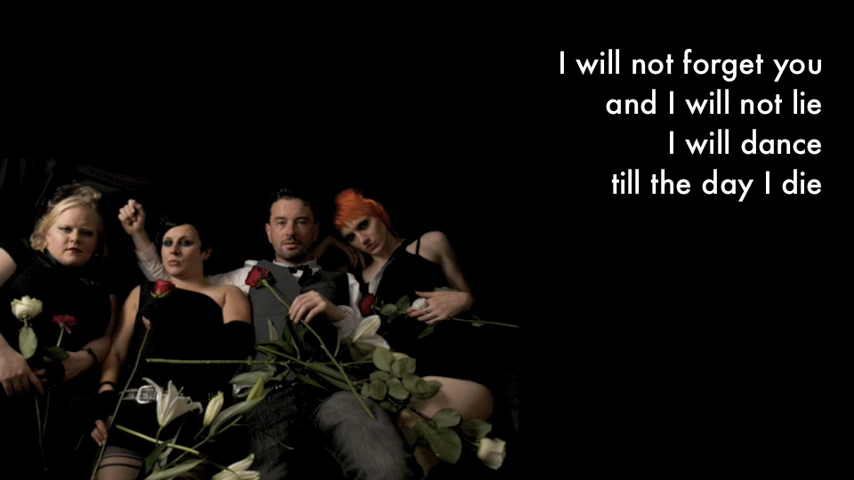 I will not forget you
and I will not lie
I will dance
till the day I die